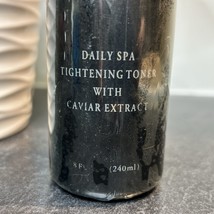 DAILY SPA
TIGHTENING TONER
WITH
CAVIAR EXTRACT
(240ml)